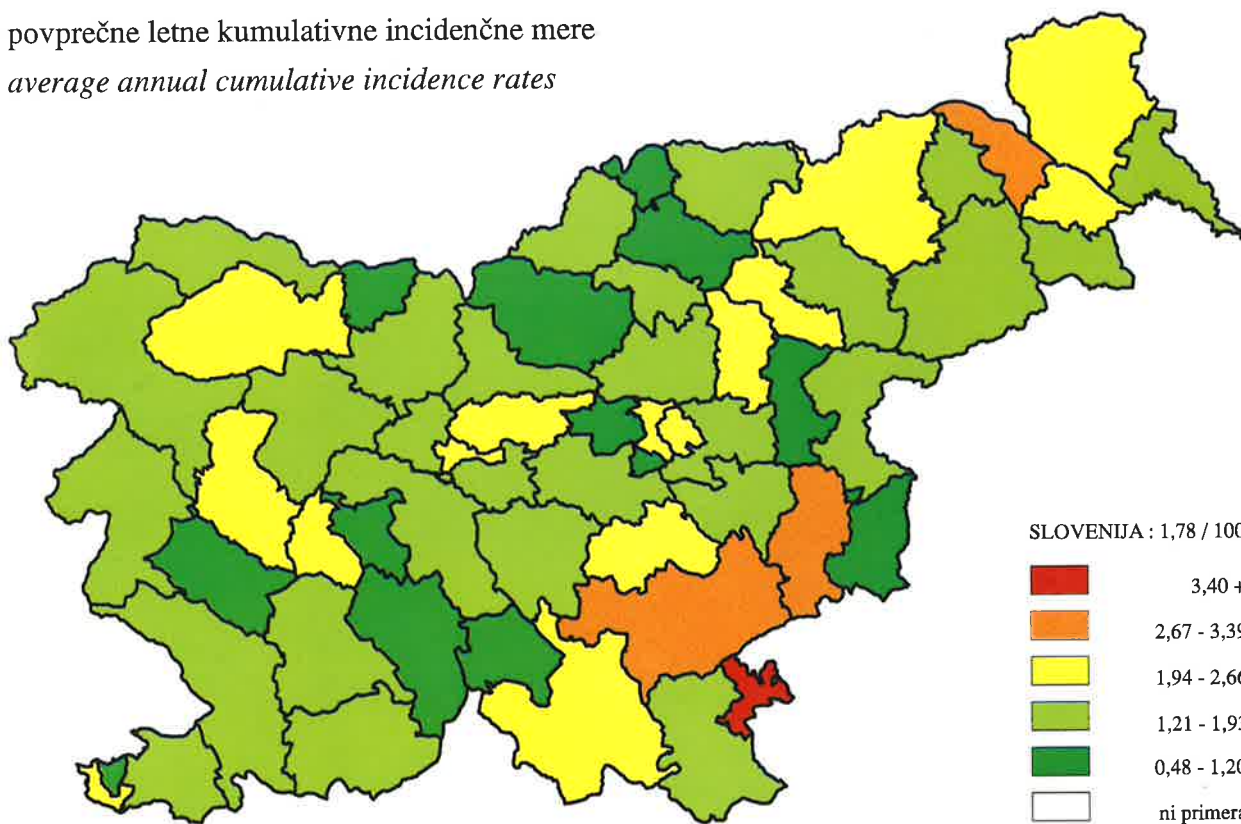 povprečne letne kumulativne incidenčne mere
average annual cumulative incidence rates
SLOVENIJA : 1,78 / 100
3,40 +
2,67 - 3,39
1,94 - 2,66
1,21 - 1,93
0,48 - 1,20
ni primera